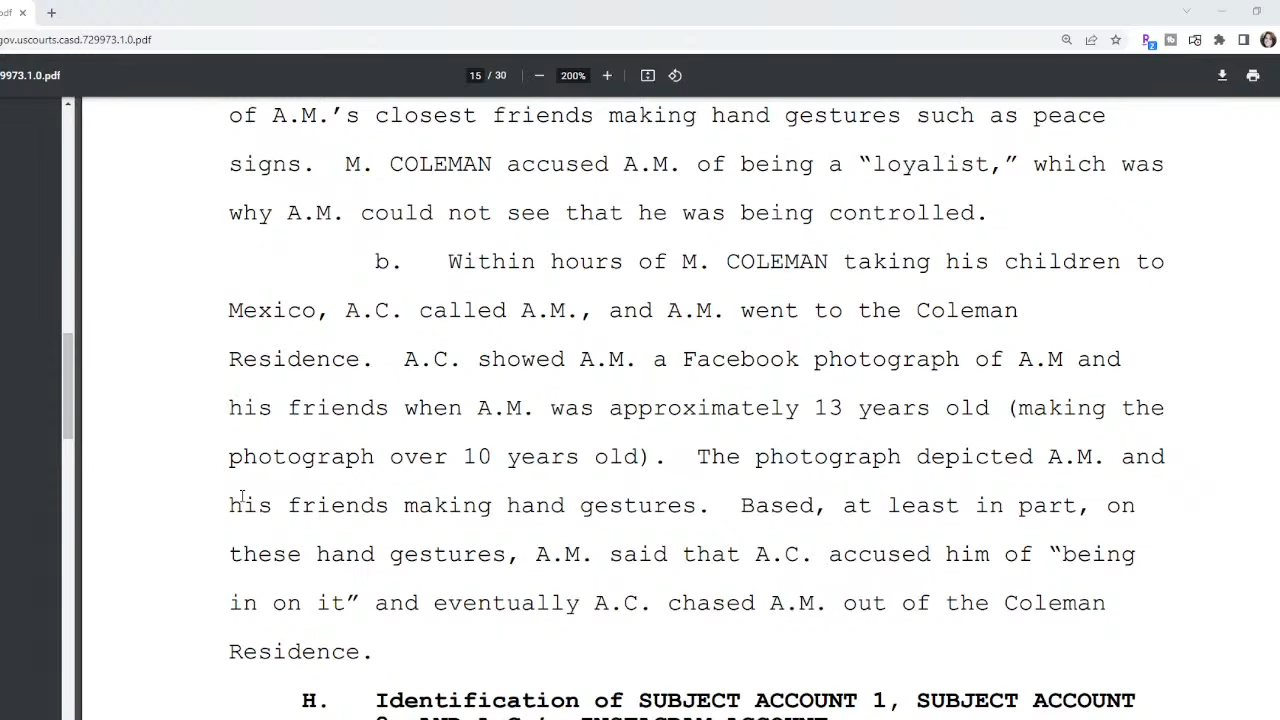 pdf
gov.uscourts.casd.729973.1.0.pdf
973.1.0.pdf
15 / 30
200%
of A.M.’s closest friends making hand gestures such as peace
signs. M. COLEMAN accused A.M. of being a “loyalist,” which was
why A.M. could not see that he was being controlled.
b. Within hours of M. COLEMAN taking his children to
Mexico, A.C. called A.M., and A.M. went to the Coleman
Residence. A.C. showed A.M. a Facebook photograph of A.M and
his friends when A.M. was approximately 13 years old (making the
photograph over 10 years old). The photograph depicted A.M. and
his friends making hand gestures. Based, at least in part, on
these hand gestures, A.M. said that A.C. accused him of “being
in on it” and eventually A.C. chased A.M. out of the Coleman
Residence.
H. Identification of SUBJECT ACCOUNT 1, SUBJECT ACCOUNT
INSTAGRAM ACCOUNT